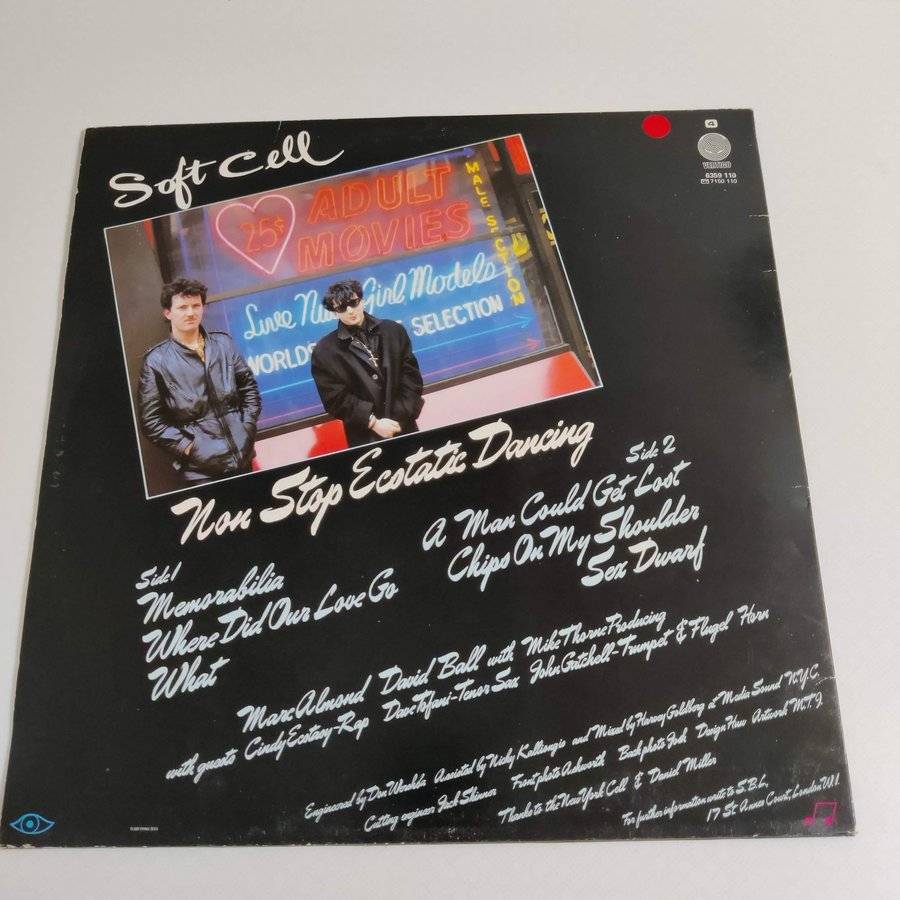 Soft Cell
4
VERTIGO
6359 110
7150 110
25¢
ADULT
MOVIES
MALE S CTION
Live Nu Girl Models
WORLDS SELECTION
Non Stop Ecstatic Dancing
Side 1
Memorabilia
Where Did Our Love Go
What
Side 2
A Man Could Get Lost
Chips On My Shoulder
Sex Dwarf
Marc Almond David Ball with Mike Thorne Producing
with guests Cindy Ecstasy-Rap Dave Tofani-Tenor Sax John Gatchell-Trumpet & Flugel Horn
Engineered by Don Wershba Assisted by Nicky Kalliongis and Mixed by Harvey Goldberg at Media Sound N.Y.C.
Cutting engineer Jack Skinner Front photo Ashworth Back photo Josh Design Huw Artwork M.T.I.
Thanks to the New York Cell & Daniel Miller
For further information write to S.B.L.,
17 St Annes Court, London W.1.